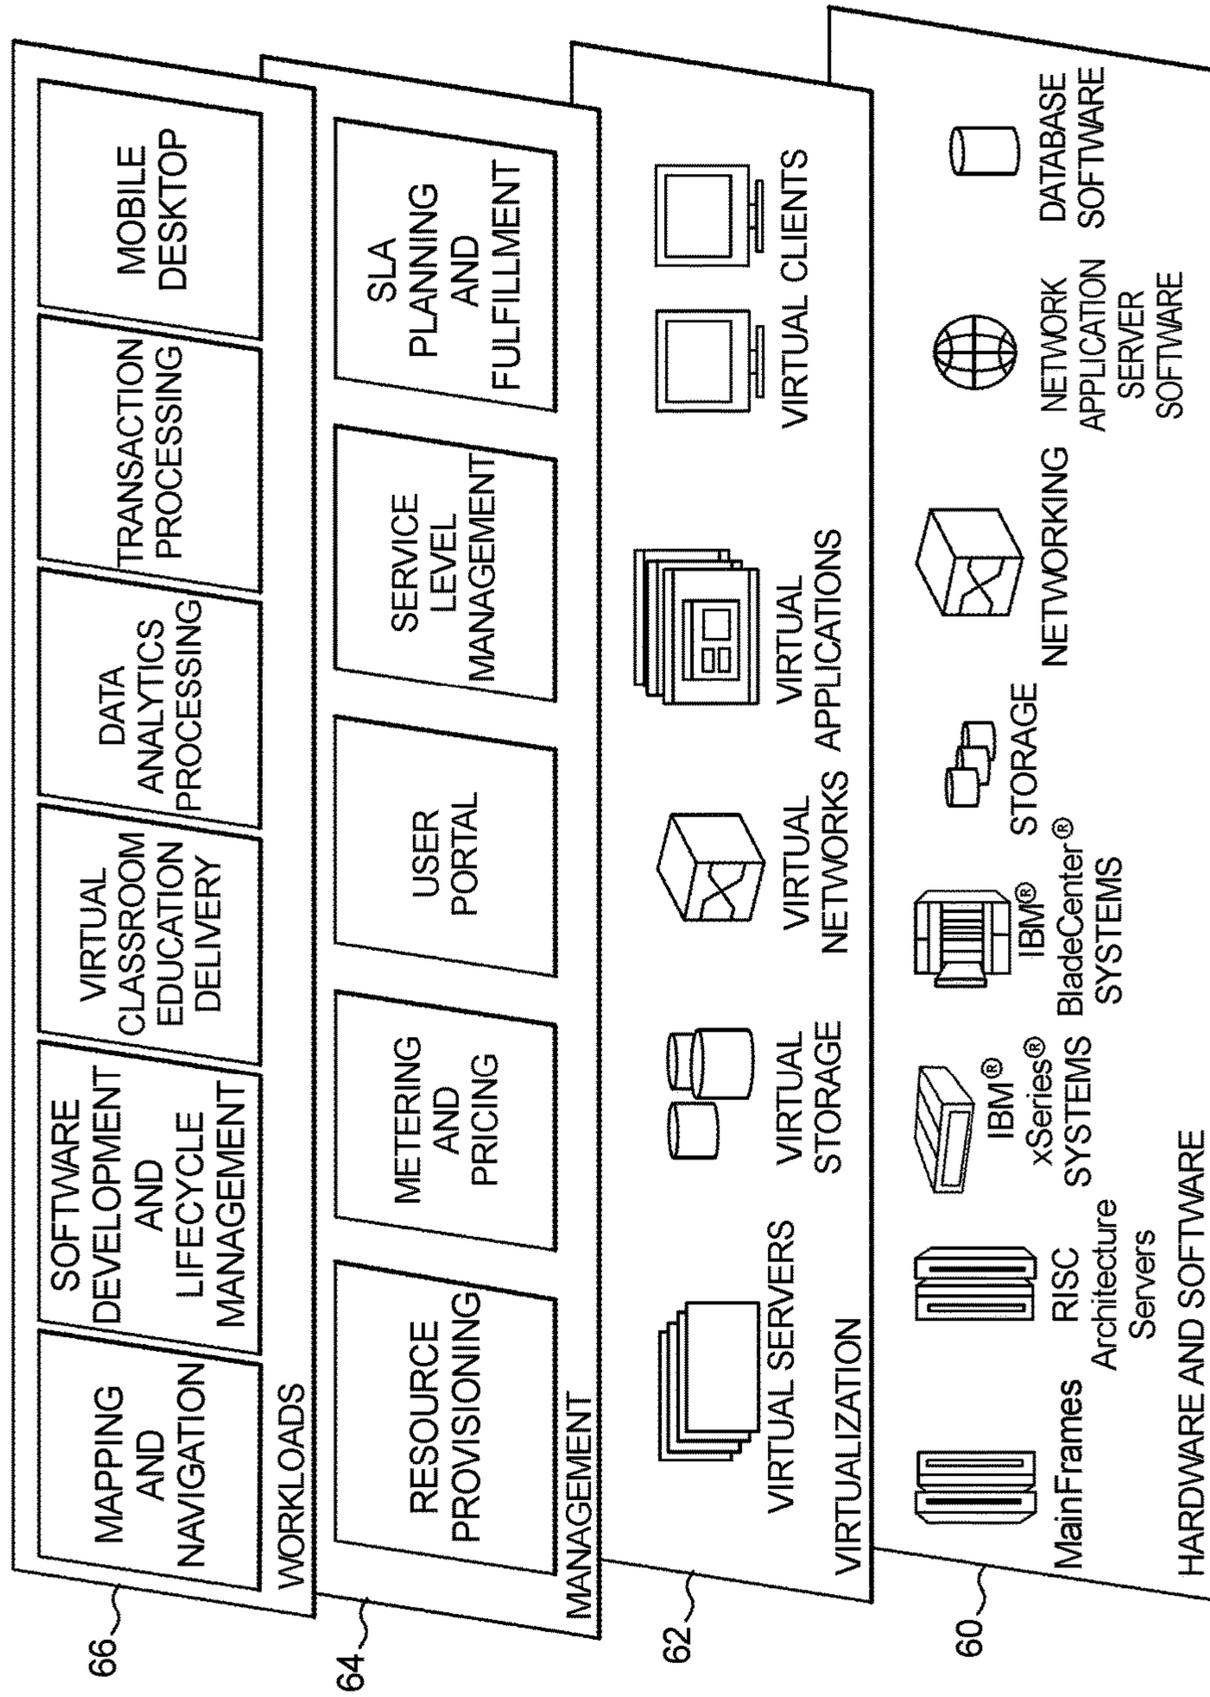 66
MAPPING
AND
NAVIGATION
SOFTWARE
DEVELOPMENT
AND
LIFECYCLE
MANAGEMENT
VIRTUAL
CLASSROOM
EDUCATION
DELIVERY
DATA
ANALYTICS
PROCESSING
TRANSACTION
PROCESSING
MOBILE
DESKTOP
WORKLOADS
64
RESOURCE
PROVISIONING
METERING
AND
PRICING
USER
PORTAL
SERVICE
LEVEL
MANAGEMENT
SLA
PLANNING
AND
FULFILLMENT
MANAGEMENT
62
VIRTUAL SERVERS
VIRTUAL
STORAGE
VIRTUAL
NETWORKS
VIRTUAL
APPLICATIONS
VIRTUAL CLIENTS
VIRTUALIZATION
60
MainFrames
RISC
Architecture
Servers
IBM®
xSeries®
SYSTEMS
IBM®
BladeCenter®
SYSTEMS
STORAGE
NETWORKING
NETWORK
APPLICATION
SERVER
SOFTWARE
DATABASE
SOFTWARE
HARDWARE AND SOFTWARE